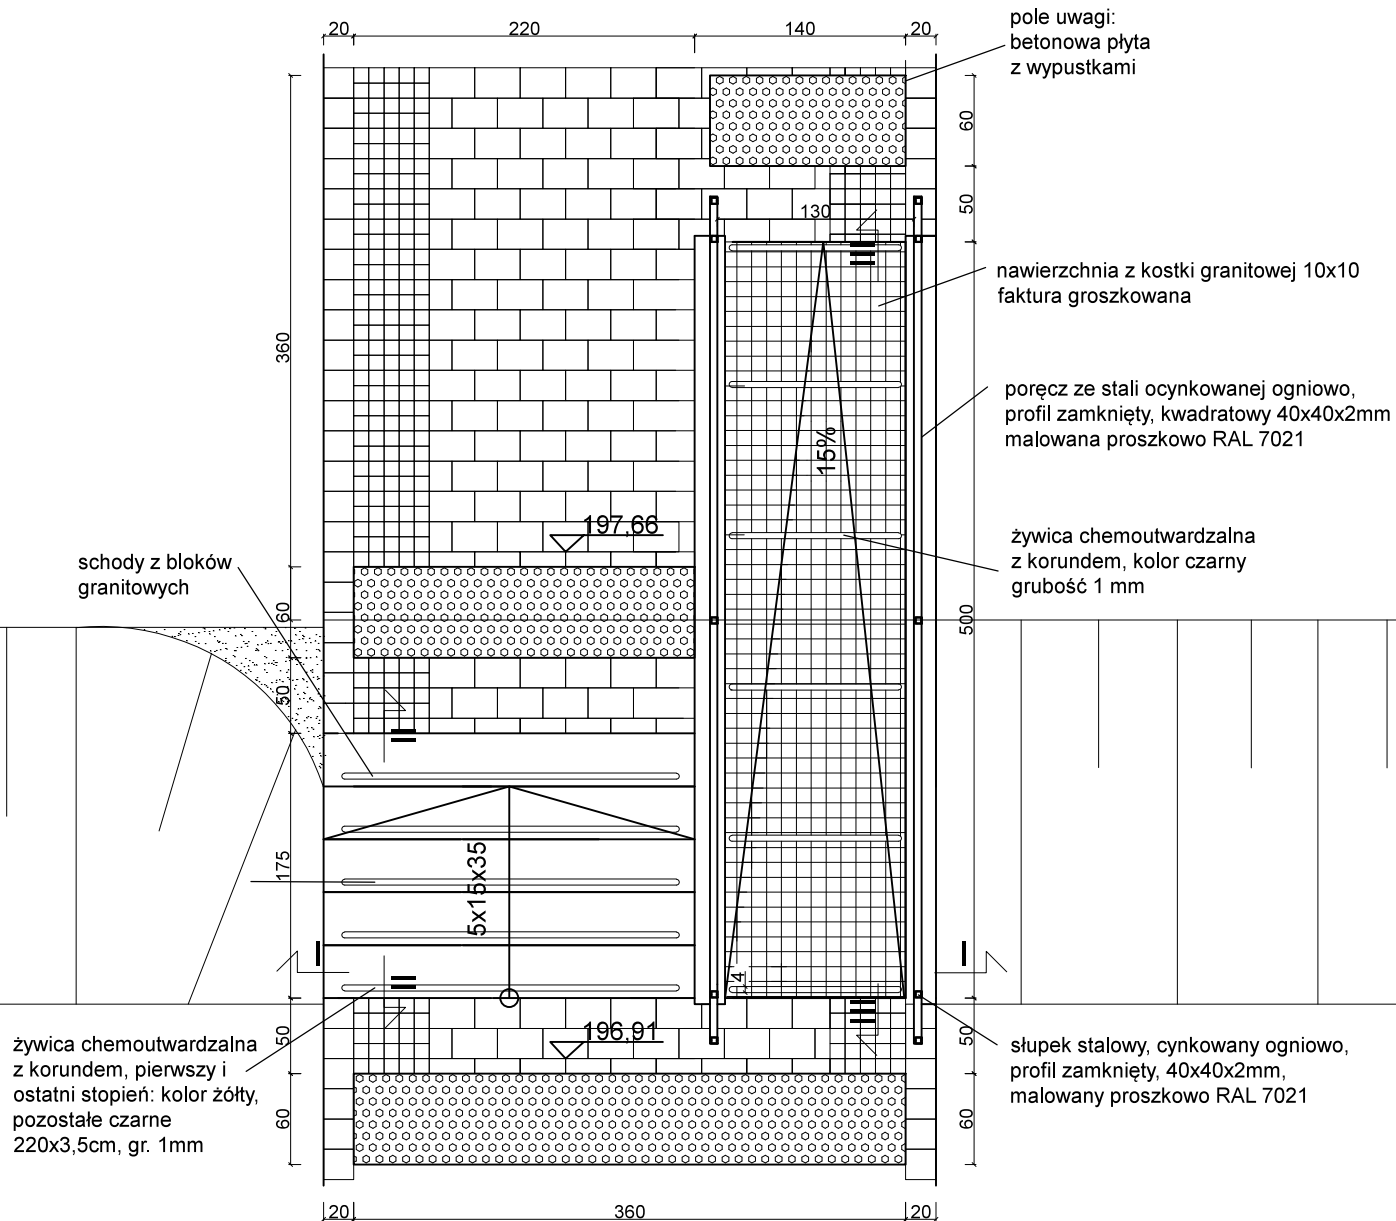 20
220
140
20
pole uwagi:
betonowa płyta
z wypustkami
60
50
130
nawierzchnia z kostki granitowej 10x10
faktura groszkowana
360
poręcz ze stali ocynkowanej ogniowo,
profil zamknięty, kwadratowy 40x40x2mm
malowana proszkowo RAL 7021
15%
197,66
żywica chemoutwardzalna
z korundem, kolor czarny
grubość 1 mm
schody z bloków
granitowych
60
500
50
175
5x15x35
4
I
I
II
II
III
III
50
196,91
50
żywica chemoutwardzalna
z korundem, pierwszy i
ostatni stopień: kolor żółty,
pozostałe czarne
220x3,5cm, gr. 1mm
słupek stalowy, cynkowany ogniowo,
profil zamknięty, 40x40x2mm,
malowany proszkowo RAL 7021
60
60
20
360
20